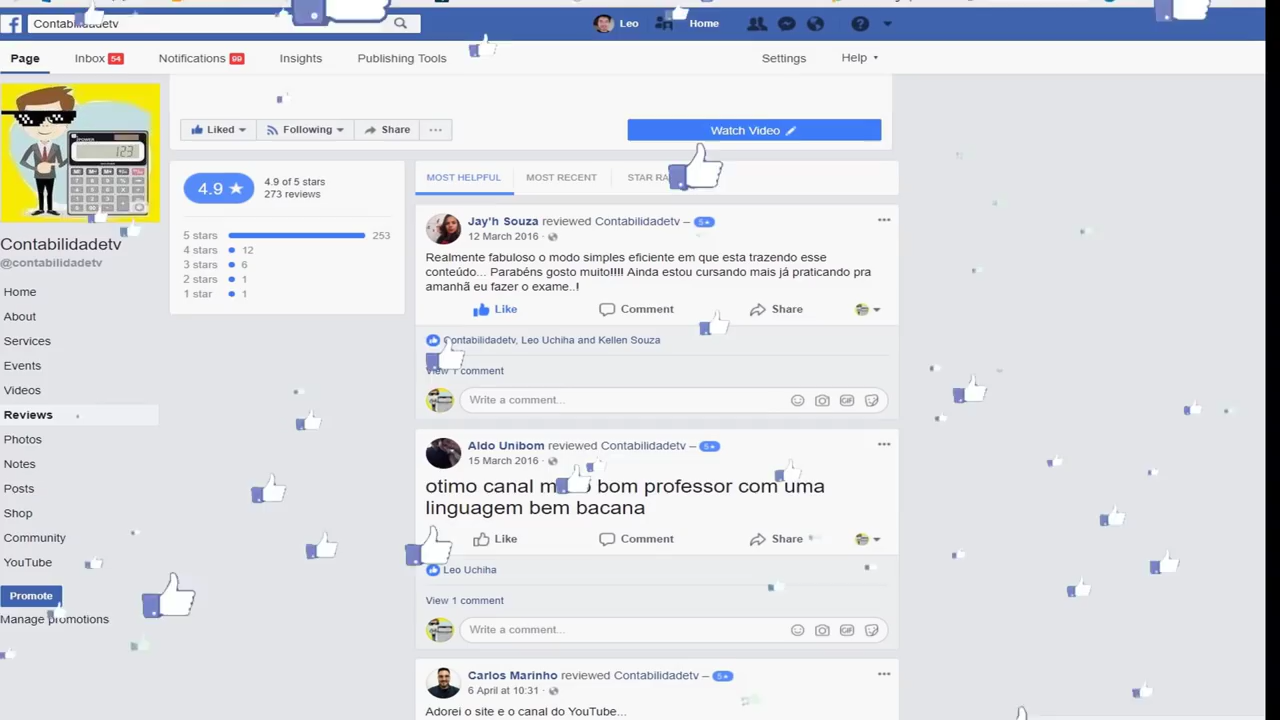 Contabilidadetv
Leo
Home
Page
Inbox 54
Notifications 99
Insights
Publishing Tools
Settings
Help
Liked
Following
Share
Watch Video
4.9
4.9 of 5 stars
273 reviews
5 stars 253
4 stars 12
3 stars 6
2 stars 1
1 star 1
MOST HELPFUL
MOST RECENT
STAR
Contabilidadetv
@contabilidadetv
Home
About
Services
Events
Videos
Reviews
Photos
Notes
Posts
Shop
Community
YouTube
Promote
Manage promotions
Jay'h Souza reviewed Contabilidadetv – 5★
12 March 2016 ·
Realmente fabuloso o modo simples eficiente em que esta trazendo esse
conteúdo... Parabéns gosto muito!!!! Ainda estou cursando mais já praticando pra
amanhã eu fazer o exame..!
Like
Comment
Share
Contabilidadetv, Leo Uchiha and Kellen Souza
View 1 comment
Write a comment...
GIF
Aldo Unibom reviewed Contabilidadetv – 5★
15 March 2016 ·
otimo canal bom professor com uma
linguagem bem bacana
Like
Comment
Share
Leo Uchiha
View 1 comment
Write a comment...
GIF
Carlos Marinho reviewed Contabilidadetv – 5★
6 April at 10:31 ·
Adorei o site e o canal do YouTube...